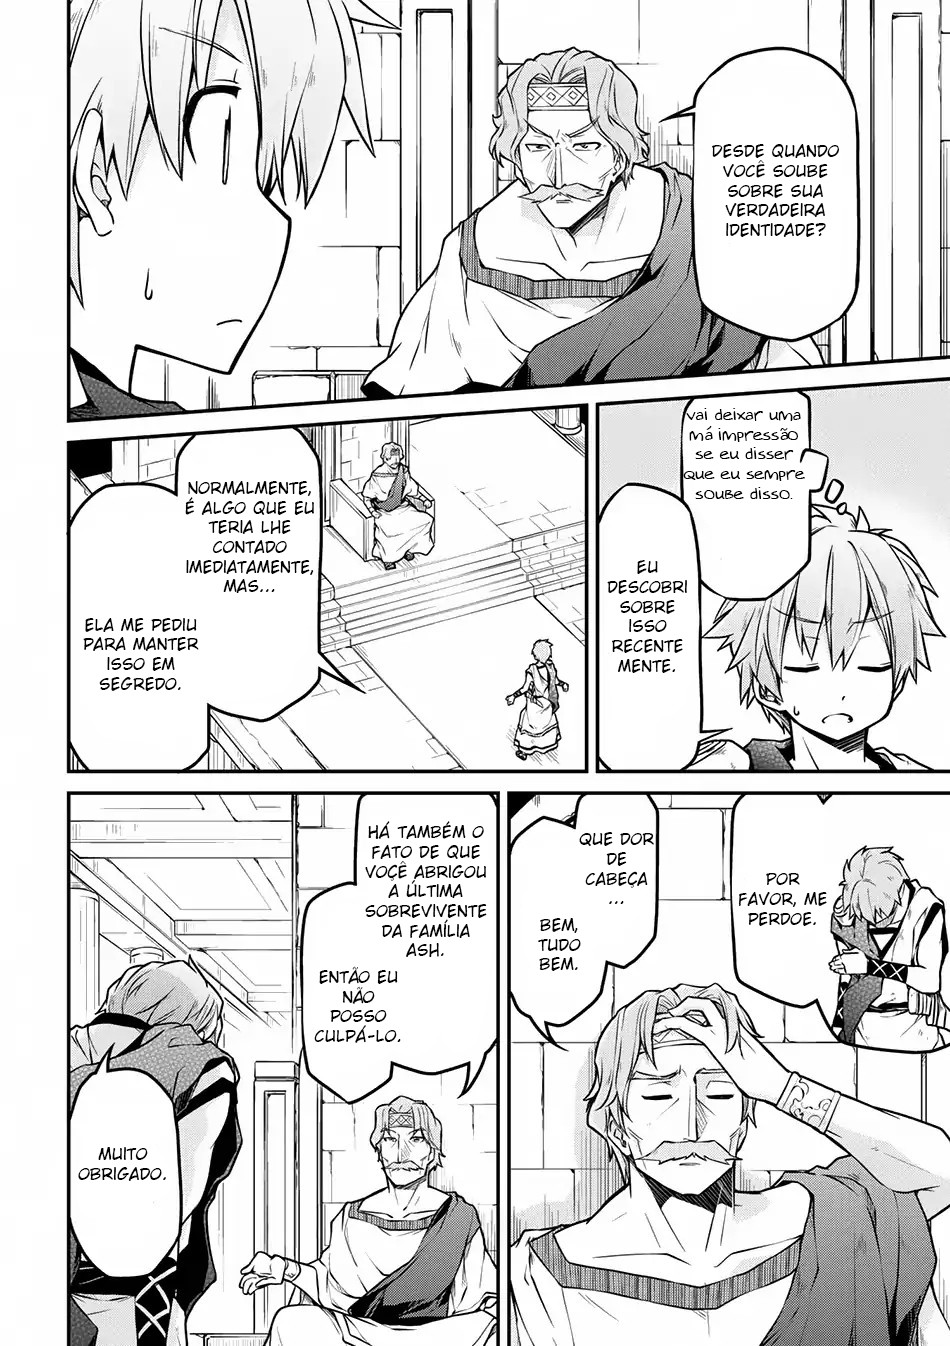 DESDE QUANDO
VOCÊ SOUBE
SOBRE SUA
VERDADEIRA
IDENTIDADE?
vai deixar uma
má impressão
se eu disser
que eu sempre
soube disso.
EU
DESCOBRI
SOBRE
ISSO
RECENTE
MENTE.
NORMALMENTE,
É ALGO QUE EU
TERIA LHE
CONTADO
IMEDIATAMENTE,
MAS...
ELA ME PEDIU
PARA MANTER
ISSO EM
SEGREDO.
POR
FAVOR, ME
PERDOE.
QUE DOR
DE
CABEÇA
...
BEM,
TUDO
BEM.
HÁ TAMBÉM O
FATO DE QUE
VOCÊ ABRIGOU
A ÚLTIMA
SOBREVIVENTE
DA FAMÍLIA
ASH.
ENTÃO EU
NÃO
POSSO
CULPÁ-LO.
MUITO
OBRIGADO.